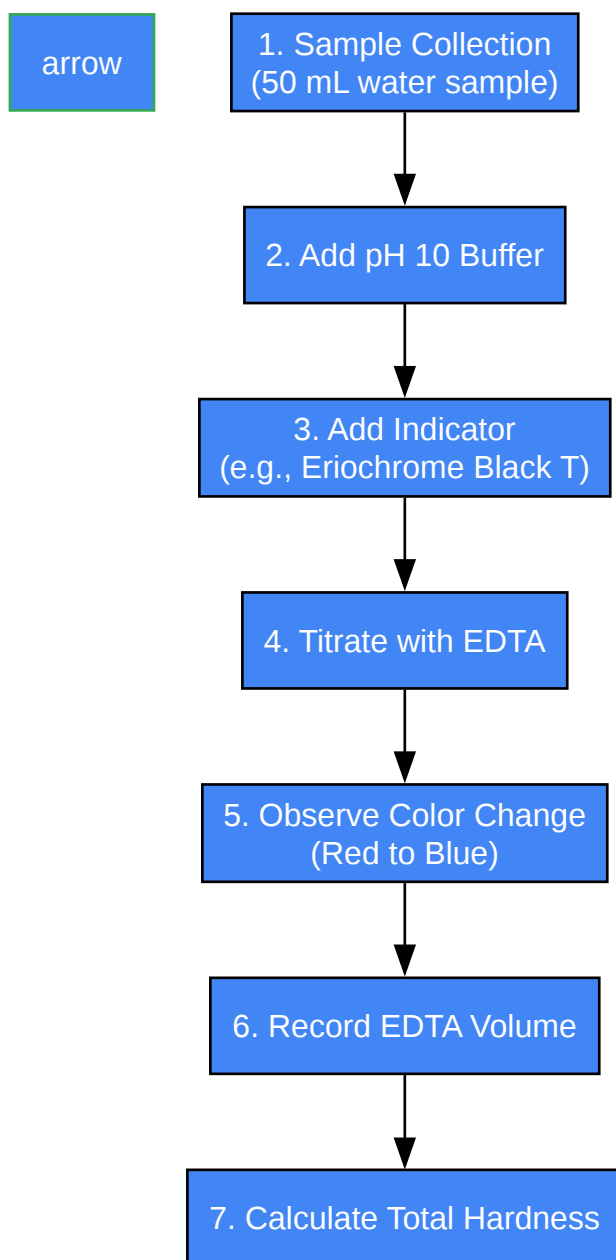 arrow
1. Sample Collection
(50 mL water sample)
2. Add pH 10 Buffer
3. Add Indicator
(e.g., Eriochrome Black T)
4. Titrate with EDTA
5. Observe Color Change
(Red to Blue)
6. Record EDTA Volume
7. Calculate Total Hardness